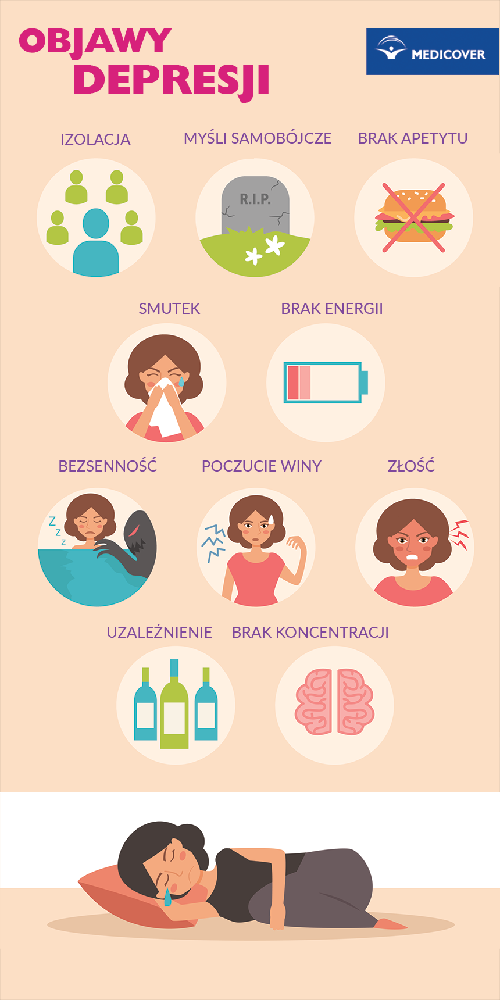 OBJAWY
DEPRESJI
MEDICOVER
IZOLACJA
MYŚLI SAMOBÓJCZE
BRAK APETYTU
R.I.P.
SMUTEK
BRAK ENERGII
BEZSENNOŚĆ
POCZUCIE WINY
ZŁOŚĆ
Z
Z
Z
UZALEŻNIENIE
BRAK KONCENTRACJI